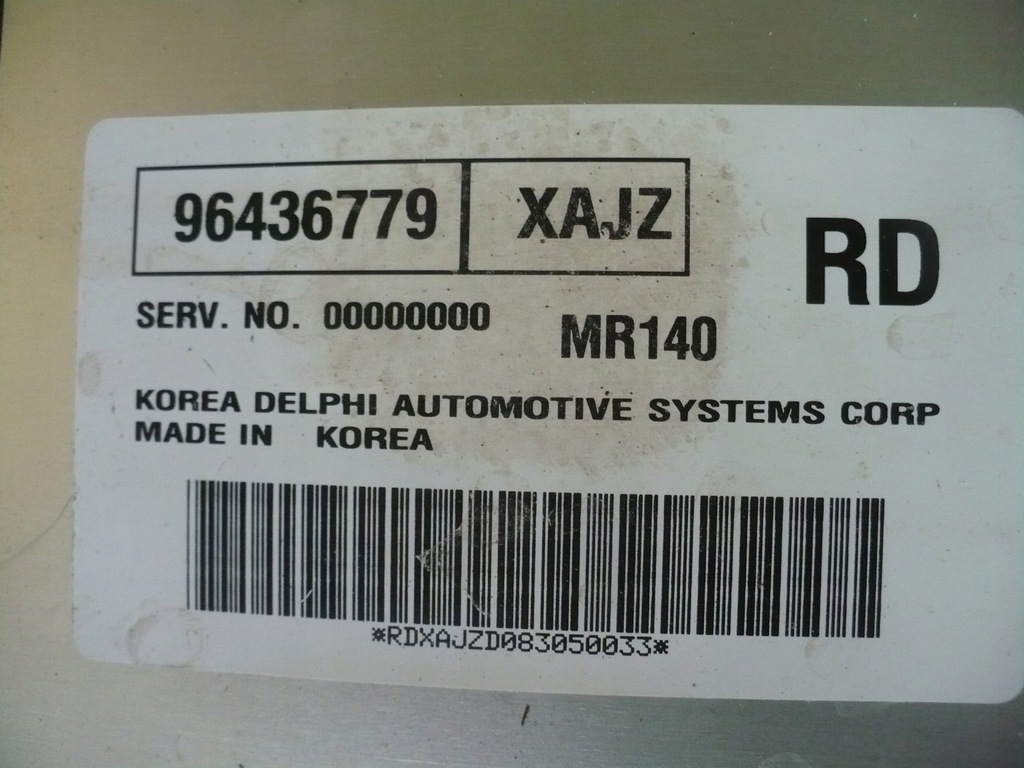 96436779 XAJZ
RD
SERV. NO. 00000000
MR140
KOREA DELPHI AUTOMOTIVE SYSTEMS CORP
MADE IN KOREA
*RDXAJZD083050033*